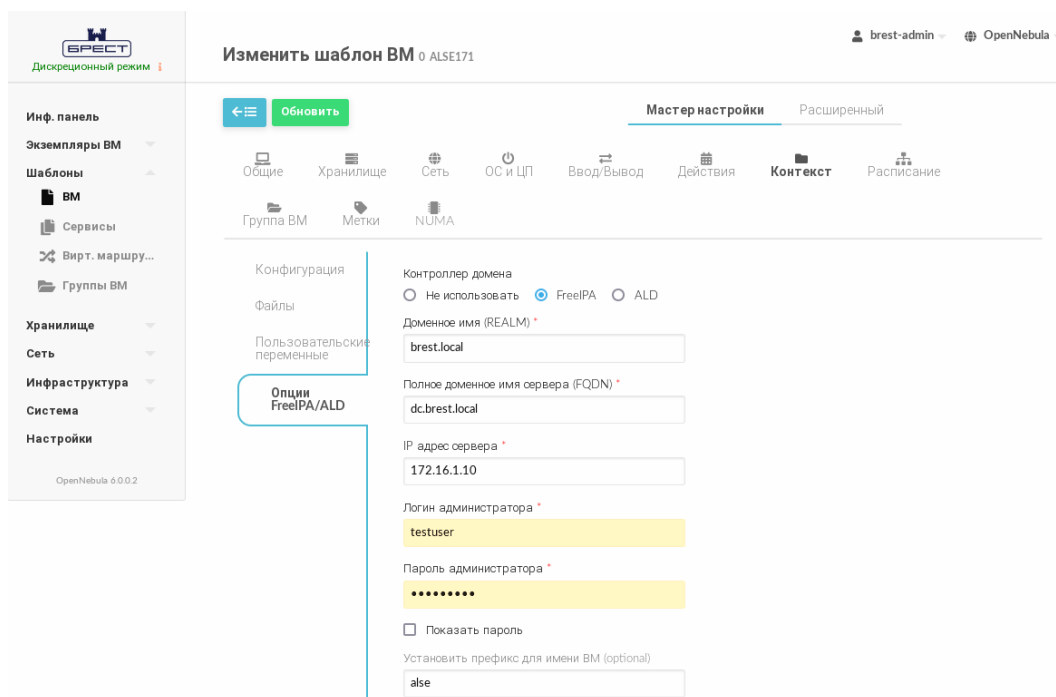 БРЕСТ
Дискреционный режим
brest-admin
OpenNebula
Изменить шаблон ВМ 0 ALSE171
Обновить
Мастер настройки
Расширенный
Инф. панель
Экземпляры ВМ
Шаблоны
ВМ
Сервисы
Вирт. маршру...
Группы ВМ
Хранилище
Сеть
Инфраструктура
Система
Настройки
OpenNebula 6.0.0.2
Общие
Хранилище
Сеть
ОС и ЦП
Ввод/Вывод
Действия
Контекст
Расписание
Группа ВМ
Метки
NUMA
Конфигурация
Файлы
Пользовательские
переменные
Опции
FreeIPA/ALD
Контроллер домена
Не использовать
FreeIPA
ALD
Доменное имя (REALM) *
brest.local
Полное доменное имя сервера (FQDN) *
dc.brest.local
IP адрес сервера *
172.16.1.10
Логин администратора *
testuser
Пароль администратора *
•••••••••
Показать пароль
Установить префикс для имени ВМ (optional)
alse